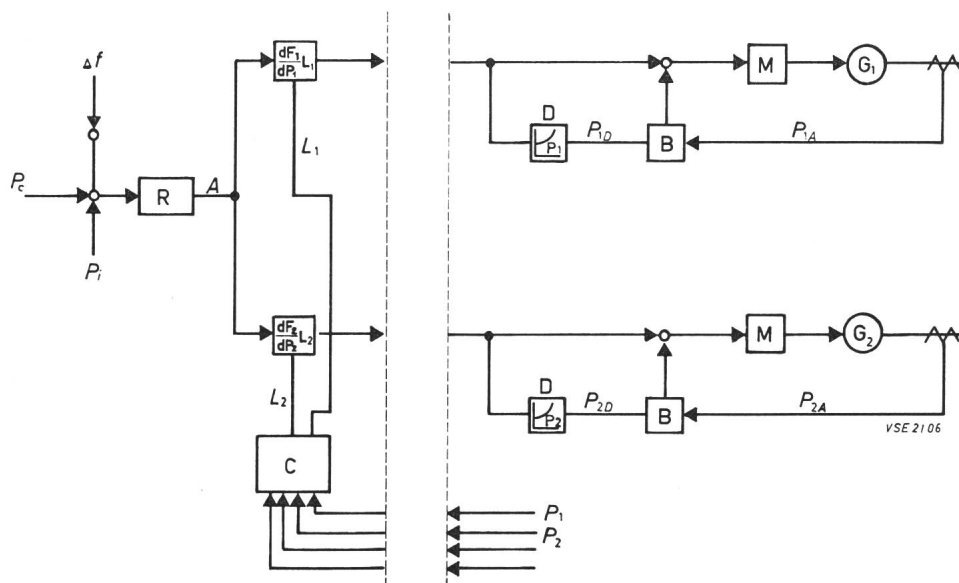 Δf
dF₁
dP₁
L₁
M
G₁
D
P₁
P₁D
B
P₁A
L₁
Pc
R
A
Pi
dF₂
dP₂
L₂
M
G₂
D
P₂
P₂D
B
P₂A
L₂
VSE 2106
C
P₁
P₂